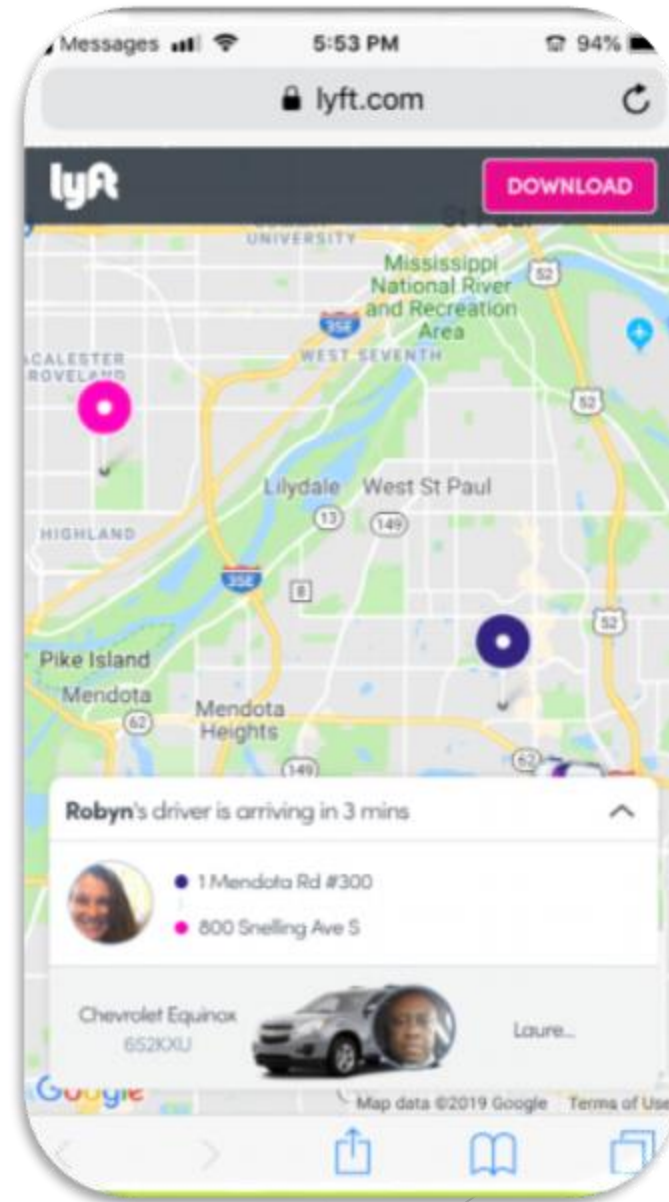 Messages
5:53 PM
94%
lyft.com
lyft
DOWNLOAD
UNIVERSITY
Mississippi
National River
and Recreation
Area
52
35E
WEST SEVENTH
52
HIGHLAND
Lilydale West St Paul
13
149
35E
8
52
Pike Island
Mendota
62
Mendota
Heights
149
62
Robyn's driver is arriving in 3 mins
1 Mendota Rd #300
800 Snelling Ave S
Chevrolet Equinox
652KXU
Laure...
Google
Map data ©2019 Google Terms of Use